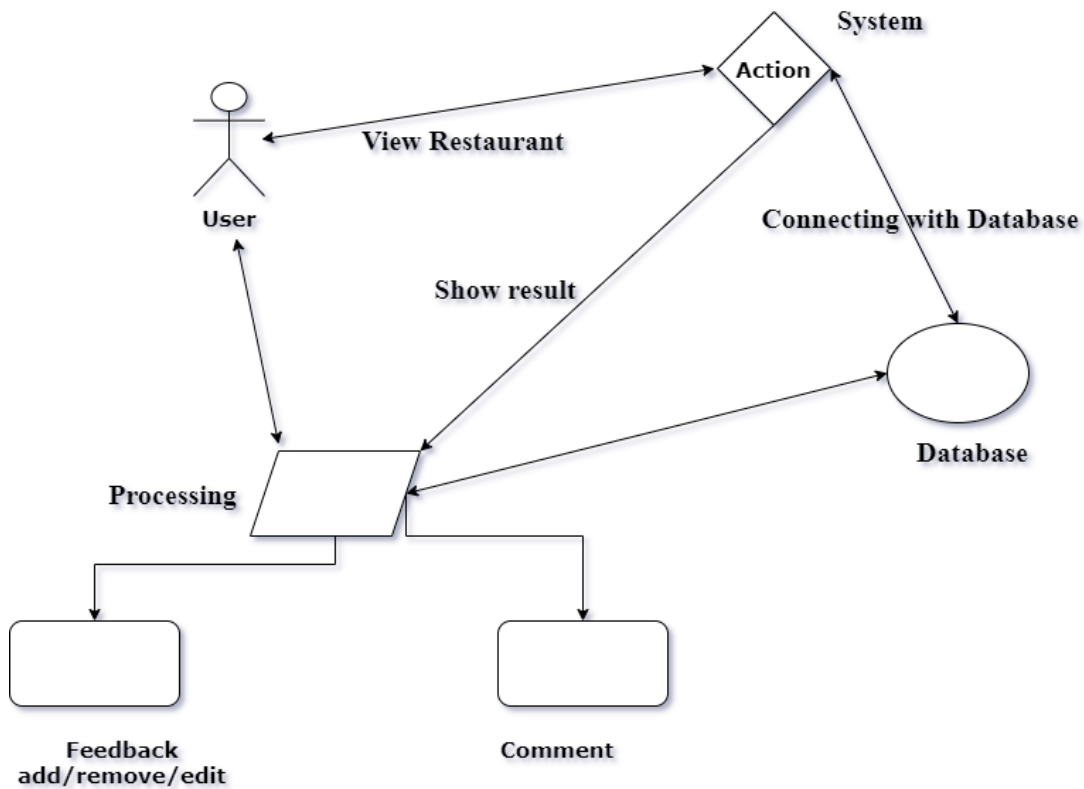 System
Action
View Restaurant
User
Connecting with Database
Show result
Database
Processing
Feedback
add/remove/edit
Comment